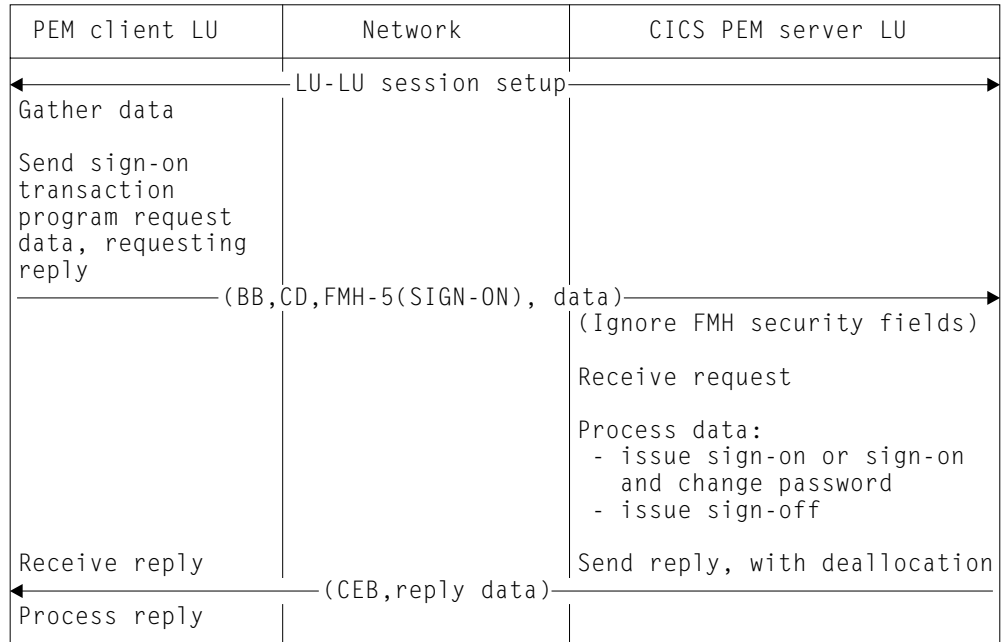 PEM client LU
Network
CICS PEM server LU
LU-LU session setup
Gather data
Send sign-on
transaction
program request
data, requesting
reply
(BB,CD,FMH-5(SIGN-ON), data)
(Ignore FMH security fields)
Receive request
Process data:
- issue sign-on or sign-on
and change password
- issue sign-off
Receive reply
Send reply, with deallocation
(CEB,reply data)
Process reply